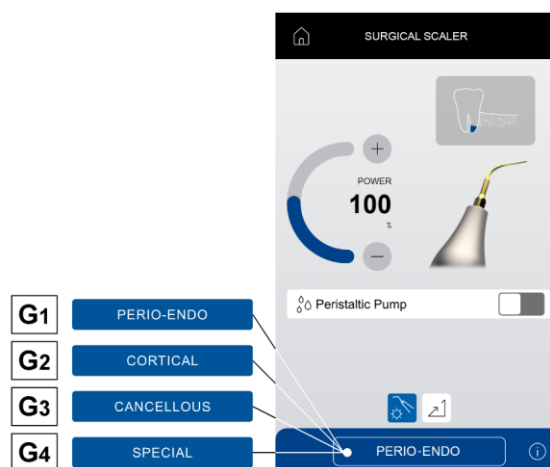 SURGICAL SCALER
POWER
100
%
Peristaltic Pump
G1 PERIO-ENDO
G2 CORTICAL
G3 CANCELLOUS
G4 SPECIAL
PERIO-ENDO